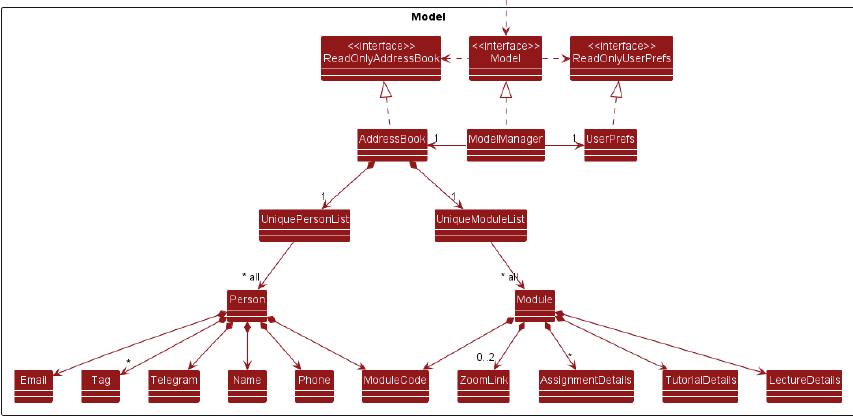 Model
<<interface>>
ReadOnlyAddressBook
<<interface>>
Model
<<interface>>
ReadOnlyUserPrefs
AddressBook
1
ModelManager
1
UserPrefs
1
1
UniquePersonList
UniqueModuleList
* all
* all
Person
Module
*
0..2
*
Email
Tag
Telegram
Name
Phone
ModuleCode
ZoomLink
AssignmentDetails
TutorialDetails
LectureDetails